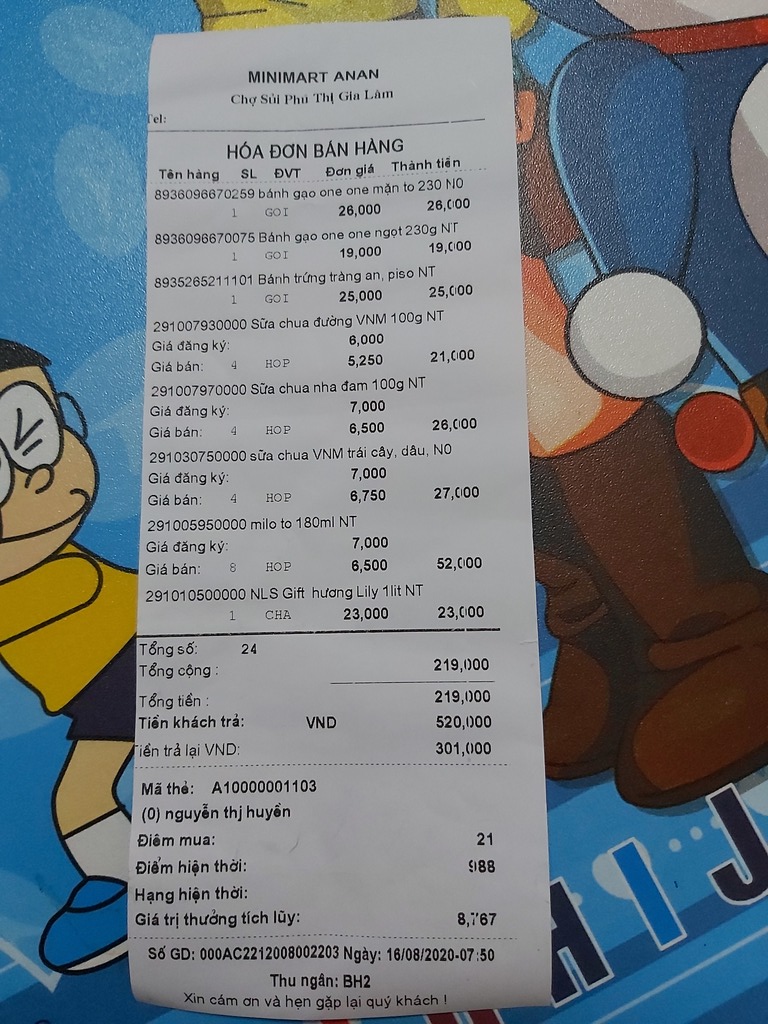 MINIMART ANAN
Chợ Sủi Phú Thị Gia Lâm
Tel:
HÓA ĐƠN BÁN HÀNG
Tên hàng SL ĐVT Đơn giá Thành tiền
8936096670259 bánh gạo one one mặn to 230 N0
1 GOI 26,000 26,000
8936096670075 Bánh gạo one one ngọt 230g NT
1 GOI 19,000 19,000
8935265211101 Bánh trứng tràng an, piso NT
1 GOI 25,000 25,000
291007930000 Sữa chua đường VNM 100g NT
Giá đăng ký: 6,000
Giá bán: 4 HOP 5,250 21,000
291007970000 Sữa chua nha đam 100g NT
Giá đăng ký: 7,000
Giá bán: 4 HOP 6,500 26,000
291030750000 sữa chua VNM trái cây, dâu, N0
Giá đăng ký: 7,000
Giá bán: 4 HOP 6,750 27,000
291005950000 milo to 180ml NT
Giá đăng ký: 7,000
Giá bán: 8 HOP 6,500 52,000
291010500000 NLS Gift hương Lily 1lit NT
1 CHA 23,000 23,000
Tổng số: 24
Tổng cộng : 219,000
Tổng tiền : 219,000
Tiền khách trả: VND 520,000
Tiền trả lại VND: 301,000
Mã thẻ: A10000001103
(0) nguyễn thj huyền
Điểm mua: 21
Điểm hiện thời: 988
Hạng hiện thời:
Giá trị thưởng tích lũy: 8,767
Số GD: 000AC2212008002203 Ngày: 16/08/2020-07:50
Thu ngân: BH2
Xin cám ơn và hẹn gặp lại quý khách !
H I J